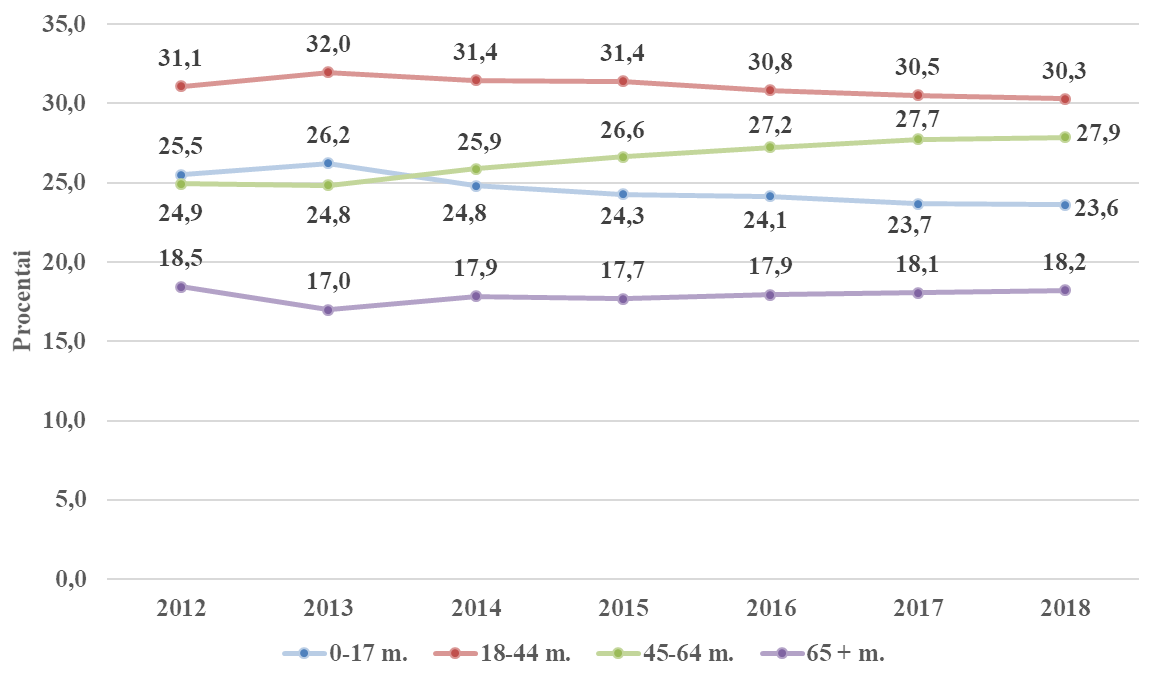 35,0
30,0
25,0
20,0
15,0
10,0
5,0
0,0
Procentai
31,1 32,0 31,4 31,4 30,8 30,5 30,3
25,5 26,2 25,9 26,6 27,2 27,7 27,9
24,9 24,8 24,8 24,3 24,1 23,7 23,6
18,5 17,0 17,9 17,7 17,9 18,1 18,2
2012 2013 2014 2015 2016 2017 2018
0-17 m. 18-44 m. 45-64 m. 65 + m.